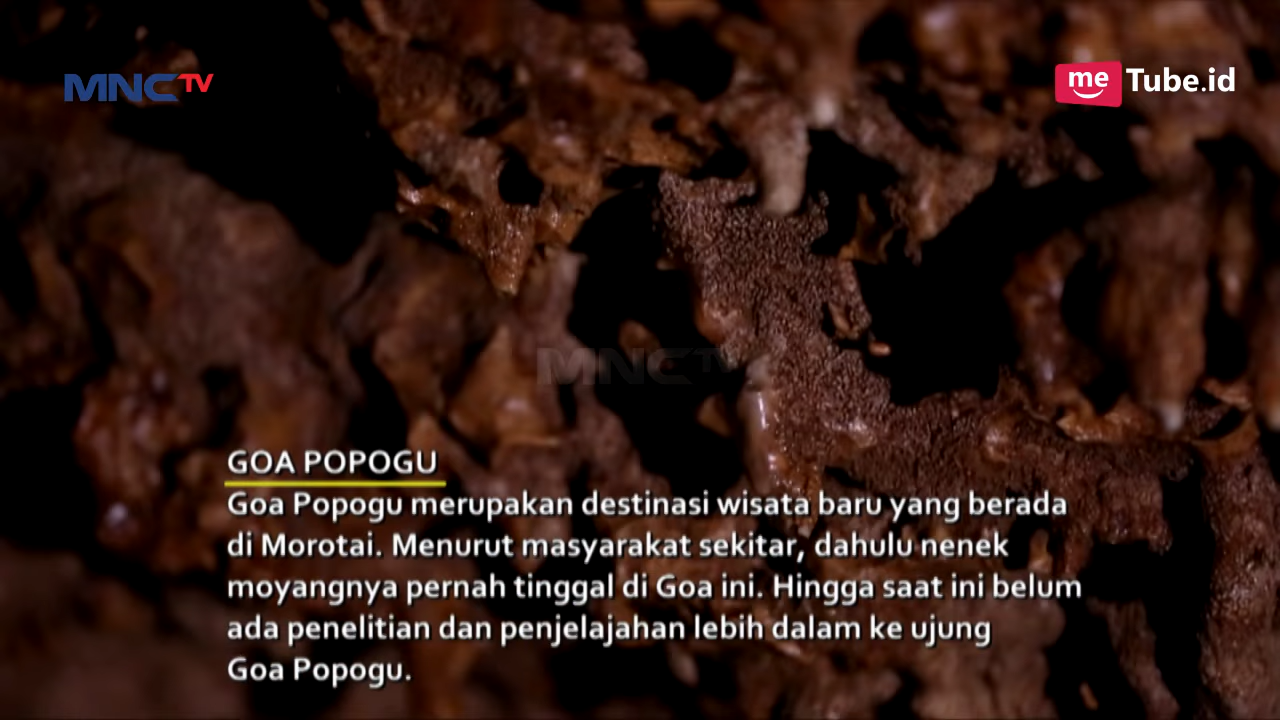 MNCTV
me Tube.id
MNCTV
GOA POPOGU
Goa Popogu merupakan destinasi wisata baru yang berada
di Morotai. Menurut masyarakat sekitar, dahulu nenek
moyangnya pernah tinggal di Goa ini. Hingga saat ini belum
ada penelitian dan penjelajahan lebih dalam ke ujung
Goa Popogu.